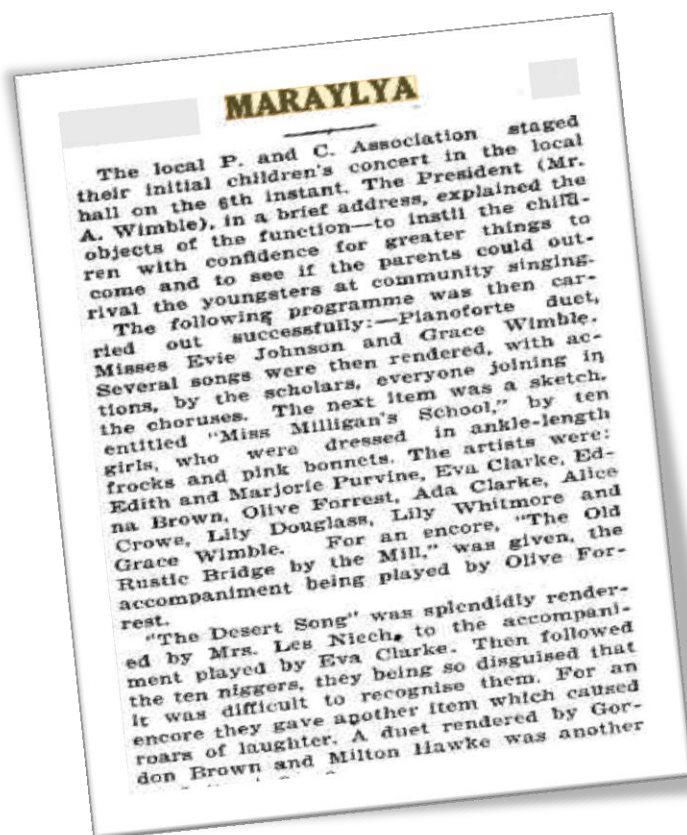 MARAYLYA
The local P. and C. Association staged
their initial children's concert in the local
hall on the 6th instant. The President (Mr.
A. Wimble), in a brief address, explained the
objects of the function—to instil the child-
ren with confidence for greater things to
come and to see if the parents could out-
rival the youngsters at community singing.
The following programme was then car-
ried out successfully:—Pianoforte duet,
Misses Evie Johnson and Grace Wimble.
Several songs were then rendered, with ac-
tions, by the scholars, everyone joining in
the choruses. The next item was a sketch,
entitled "Miss Milligan's School," by ten
girls, who were dressed in ankle-length
frocks and pink bonnets. The artists were:
Edith and Marjorie Purvine, Eva Clarke, Ed-
na Brown, Olive Forrest, Ada Clarke, Alice
Crowe, Lily Douglass, Lily Whitmore and
Grace Wimble. For an encore, "The Old
Rustic Bridge by the Mill," was given, the
accompaniment being played by Olive For-
rest.
"The Desert Song" was splendidly render-
ed by Mrs. Les Niech, to the accompani-
ment played by Eva Clarke. Then followed
the ten niggers, they being so disguised that
it was difficult to recognise them. For an
encore they gave another item which caused
roars of laughter. A duet rendered by Gor-
don Brown and Milton Hawke was another